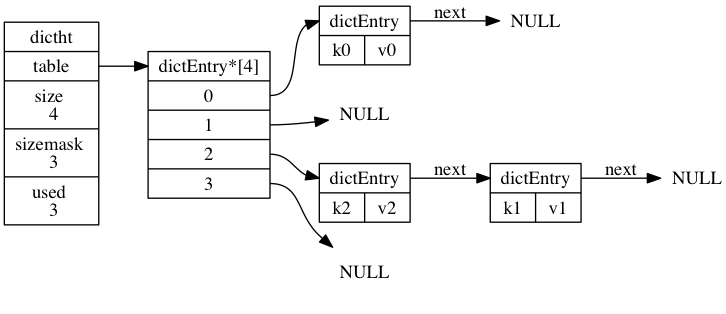 dictht
table
size
4
sizemask
3
used
3
dictEntry*[4]
0
1
2
3
dictEntry
k0 v0
next
NULL
NULL
dictEntry
k2 v2
next
dictEntry
k1 v1
next
NULL
NULL